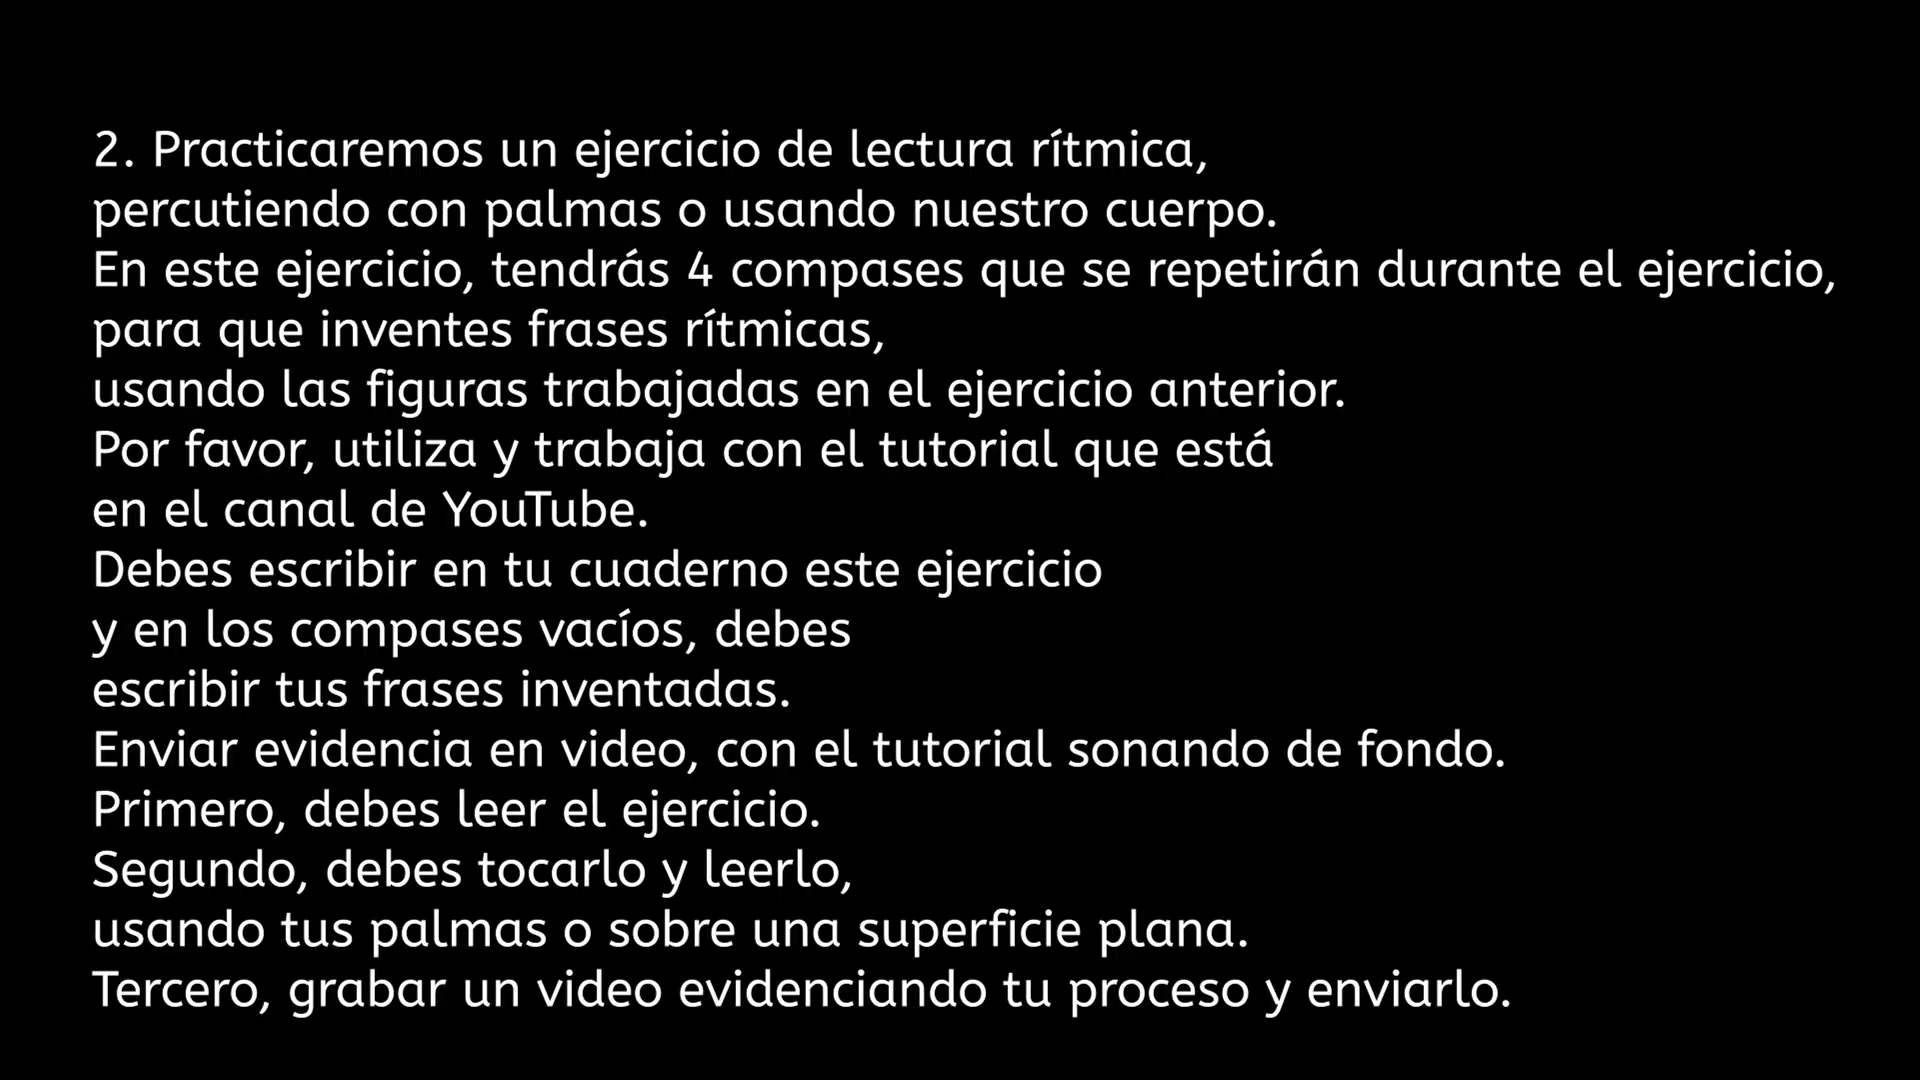 2. Practicaremos un ejercicio de lectura rítmica,
percutiendo con palmas o usando nuestro cuerpo.
En este ejercicio, tendrás 4 compases que se repetirán durante el ejercicio,
para que inventes frases rítmicas,
usando las figuras trabajadas en el ejercicio anterior.
Por favor, utiliza y trabaja con el tutorial que está
en el canal de YouTube.
Debes escribir en tu cuaderno este ejercicio
y en los compases vacíos, debes
escribir tus frases inventadas.
Enviar evidencia en video, con el tutorial sonando de fondo.
Primero, debes leer el ejercicio.
Segundo, debes tocarlo y leerlo,
usando tus palmas o sobre una superficie plana.
Tercero, grabar un video evidenciando tu proceso y enviarlo.